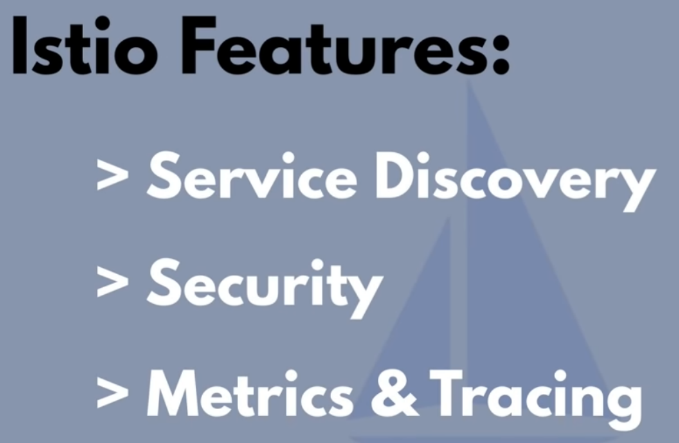 Istio Features:
> Service Discovery
> Security
> Metrics & Tracing